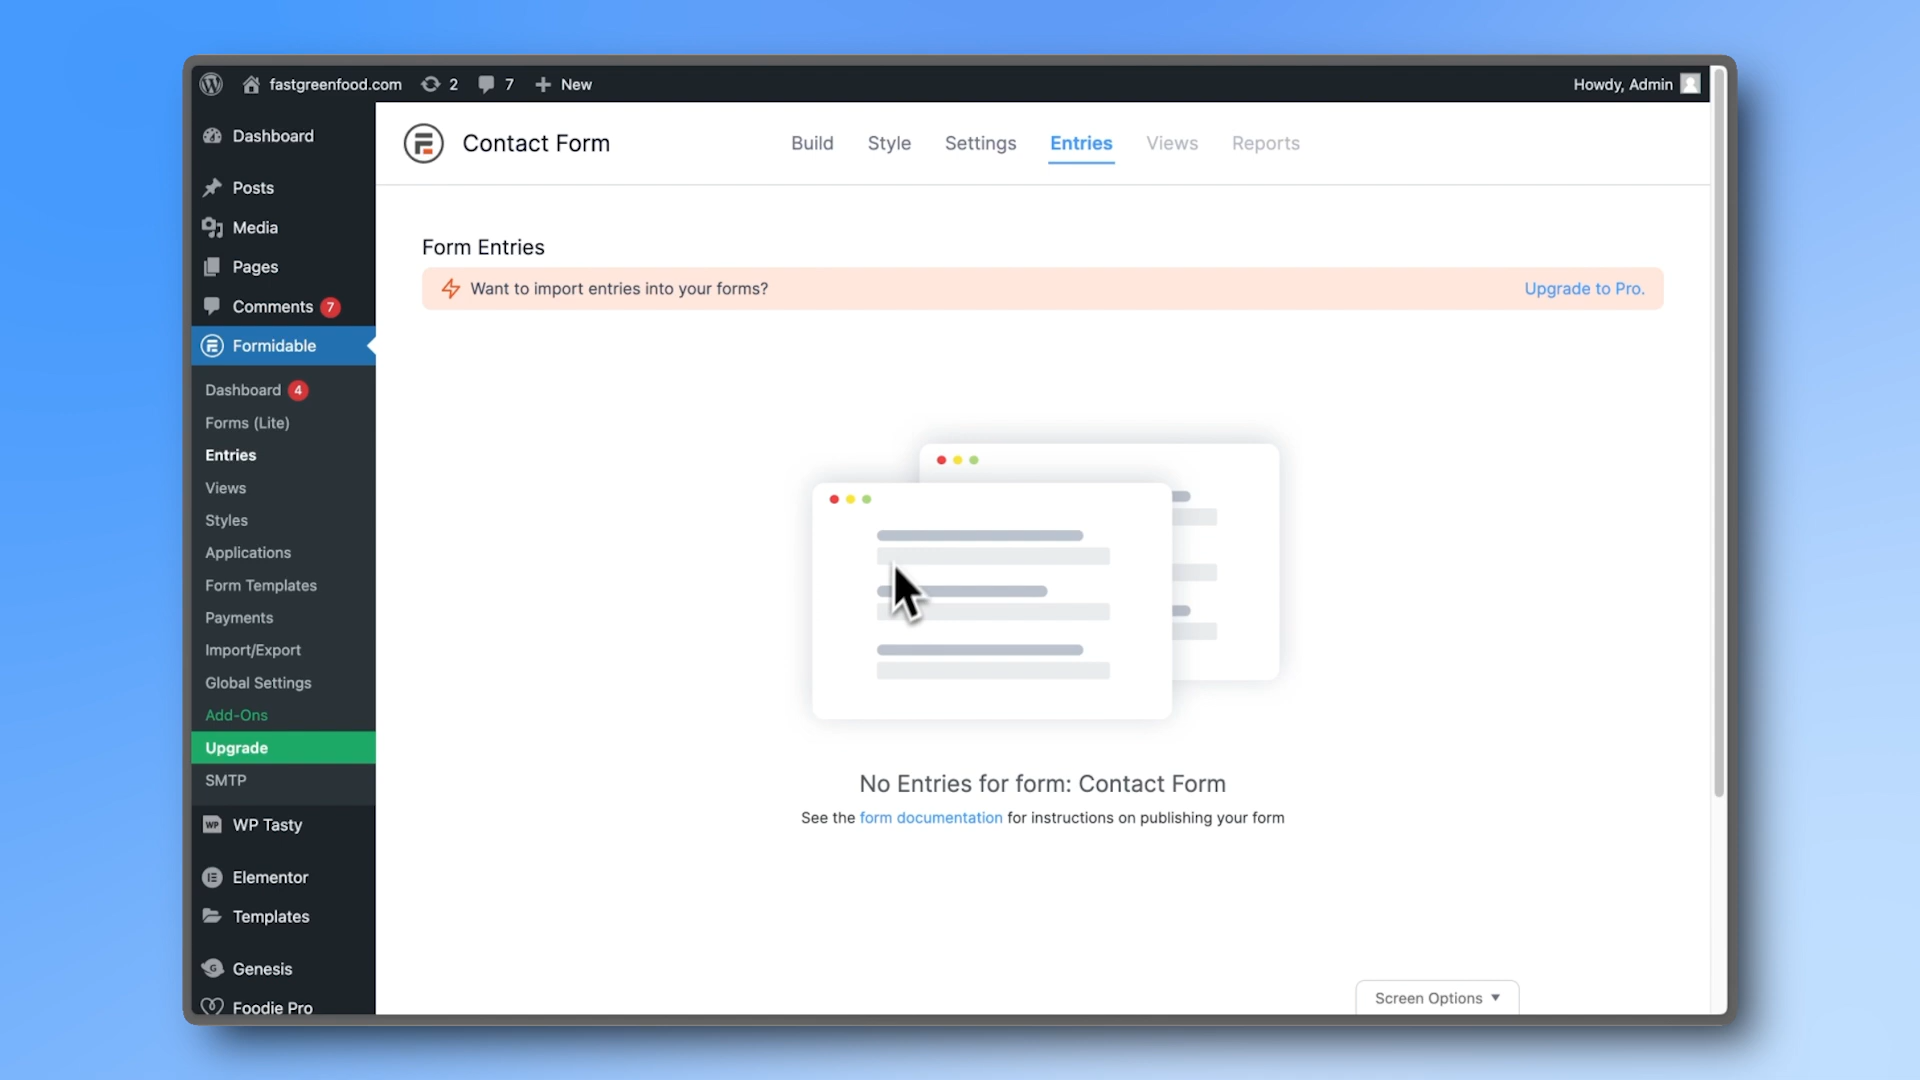 fastgreenfood.com 2 7 New Howdy, Admin
Dashboard
Posts
Media
Pages
Comments 7
Formidable
Dashboard 4
Forms (Lite)
Entries
Views
Styles
Applications
Form Templates
Payments
Import/Export
Global Settings
Add-Ons
Upgrade
SMTP
WP Tasty
Elementor
Templates
Genesis
Foodie Pro
Contact Form
Build Style Settings Entries Views Reports
Form Entries
Want to import entries into your forms? Upgrade to Pro.
No Entries for form: Contact Form
See the form documentation for instructions on publishing your form
Screen Options